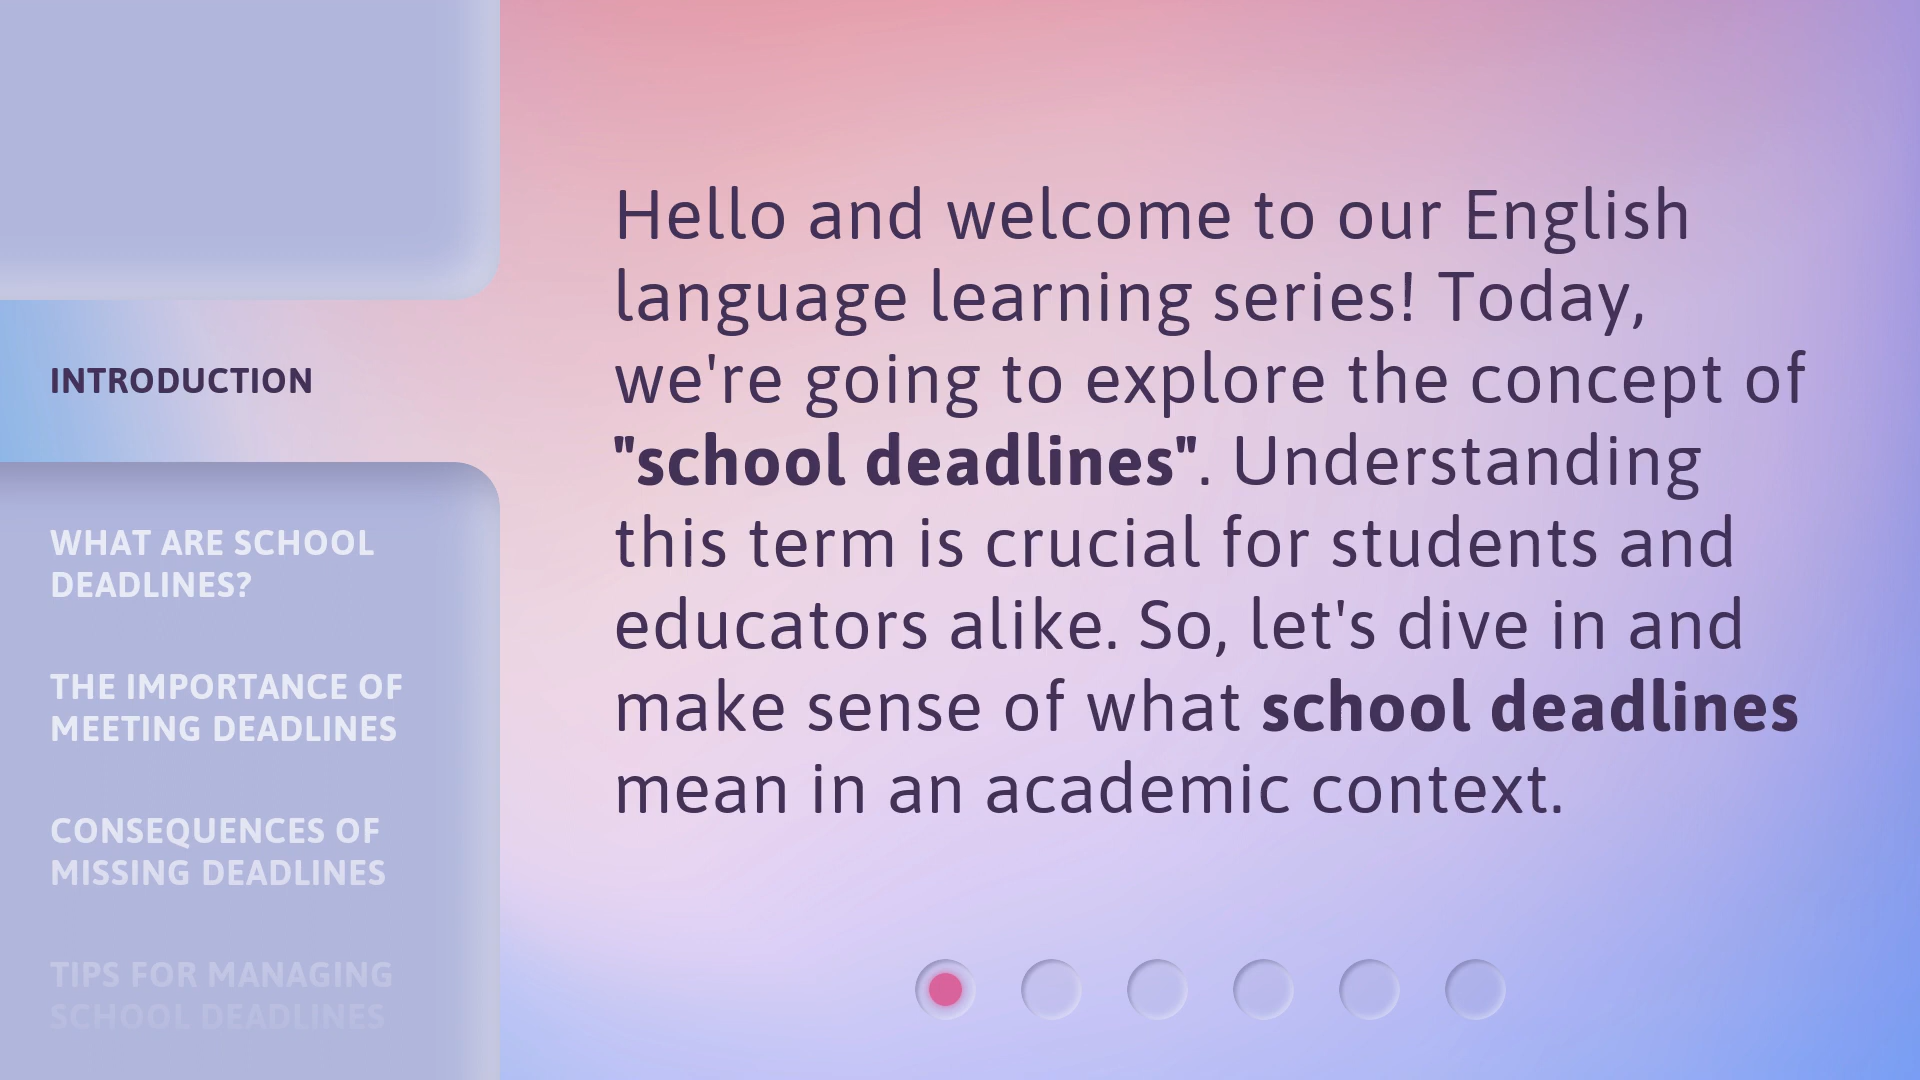 INTRODUCTION
WHAT ARE SCHOOL
DEADLINES?
THE IMPORTANCE OF
MEETING DEADLINES
CONSEQUENCES OF
MISSING DEADLINES
TIPS FOR MANAGING
SCHOOL DEADLINES
Hello and welcome to our English
language learning series! Today,
we're going to explore the concept of
"school deadlines". Understanding
this term is crucial for students and
educators alike. So, let's dive in and
make sense of what school deadlines
mean in an academic context.